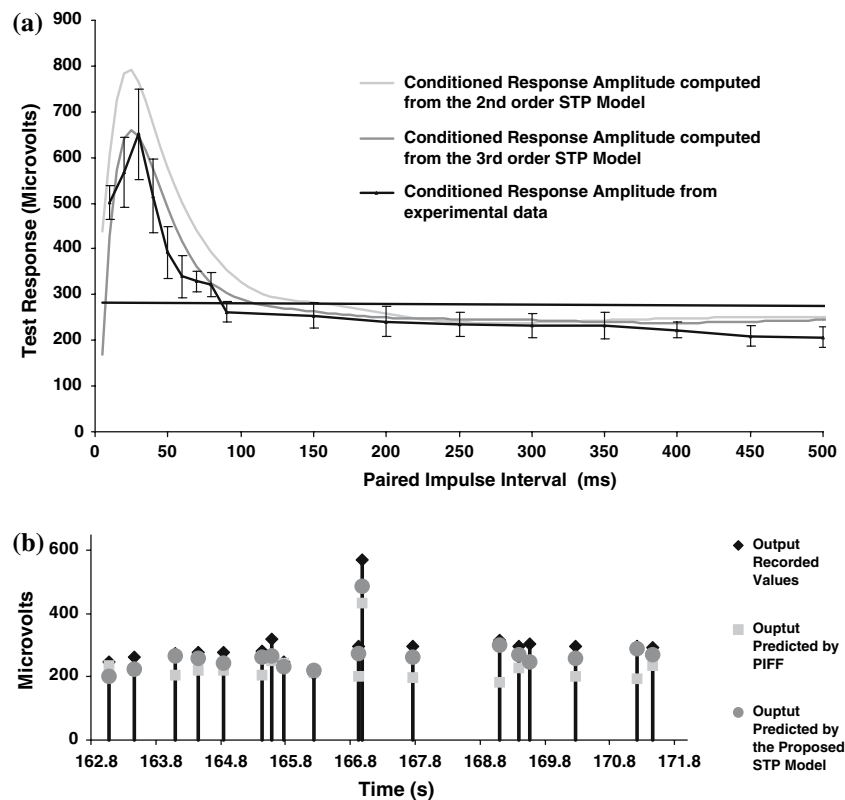 (a)
900
800
700
600
500
400
300
200
100
0
Test Response (Microvolts)
Conditioned Response Amplitude computed
from the 2nd order STP Model
Conditioned Response Amplitude computed
from the 3rd order STP Model
Conditioned Response Amplitude from
experimental data
0 50 100 150 200 250 300 350 400 450 500
Paired Impulse Interval (ms)
(b)
600
400
200
0
Microvolts
162.8 163.8 164.8 165.8 166.8 167.8 168.8 169.8 170.8 171.8
Time (s)
Output
Recorded
Values
Ouptut
Predicted by
PIFF
Ouptut
Predicted by
the Proposed
STP Model